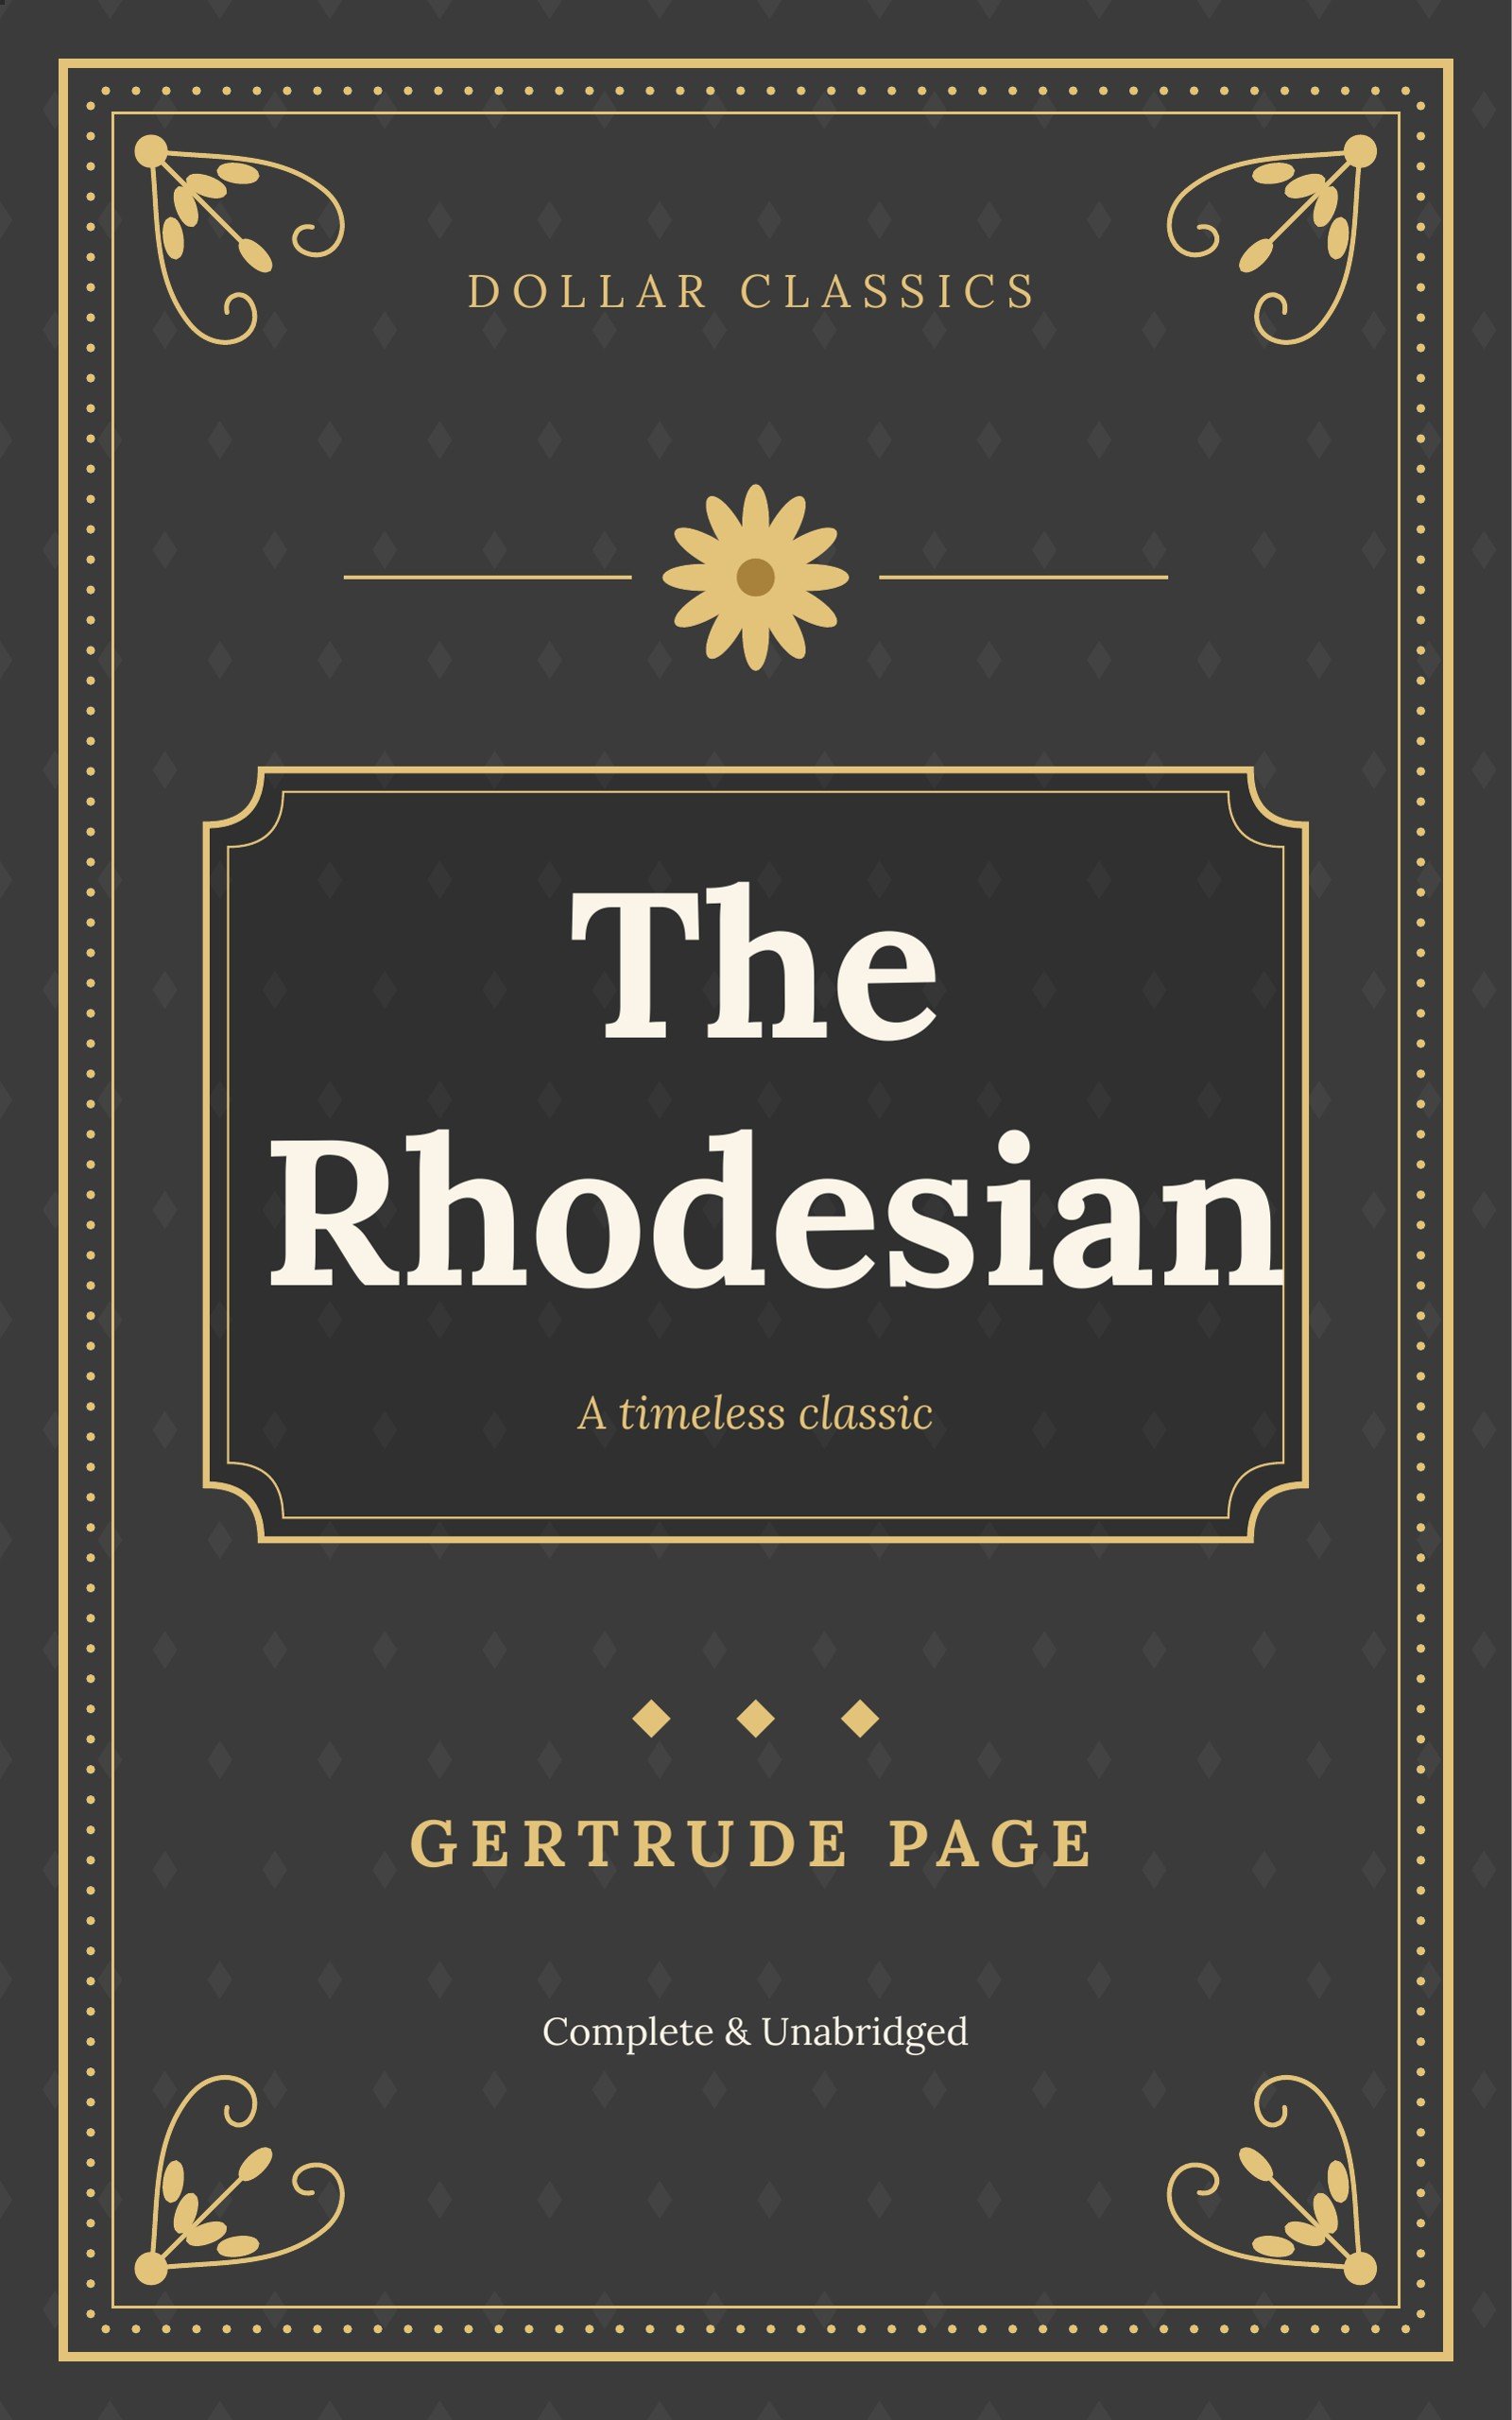 DOLLAR CLASSICS
The
Rhodesian
A timeless classic
GERTRUDE PAGE
Complete & Unabridged